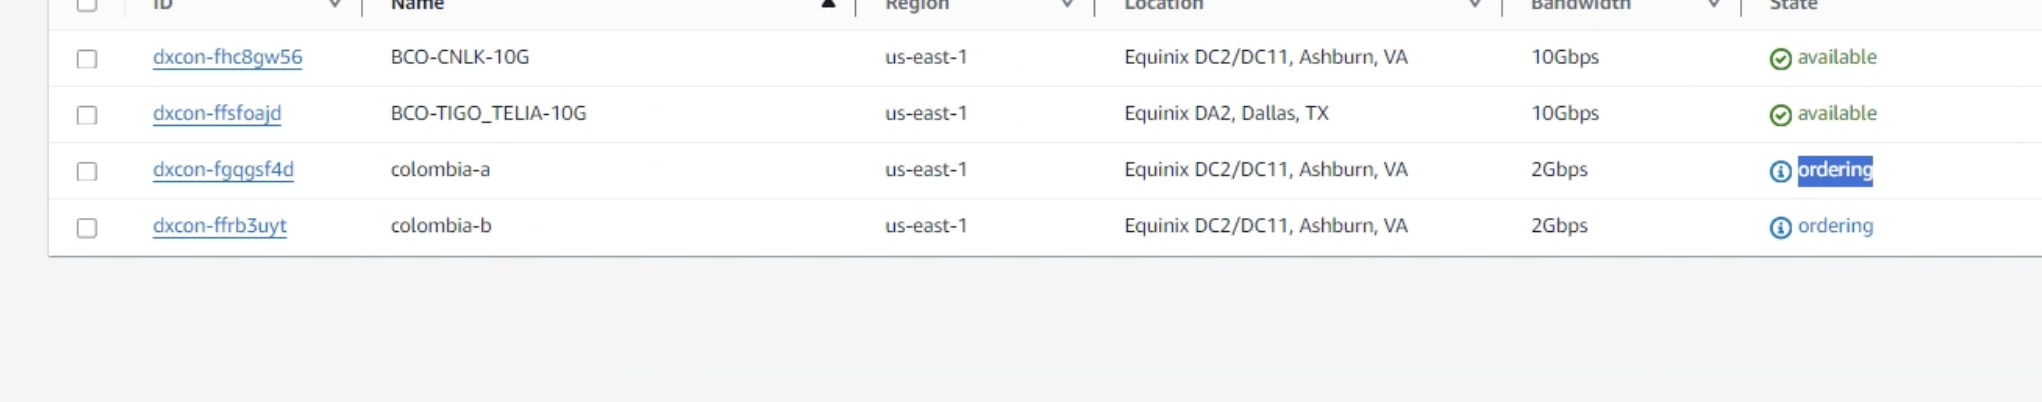 ID Name Region Location Bandwidth State
dxcon-fhc8gw56 BCO-CNLK-10G us-east-1 Equinix DC2/DC11, Ashburn, VA 10Gbps available
dxcon-ffsfoajd BCO-TIGO_TELIA-10G us-east-1 Equinix DA2, Dallas, TX 10Gbps available
dxcon-fgqgsf4d colombia-a us-east-1 Equinix DC2/DC11, Ashburn, VA 2Gbps ordering
dxcon-ffrb3uyt colombia-b us-east-1 Equinix DC2/DC11, Ashburn, VA 2Gbps ordering